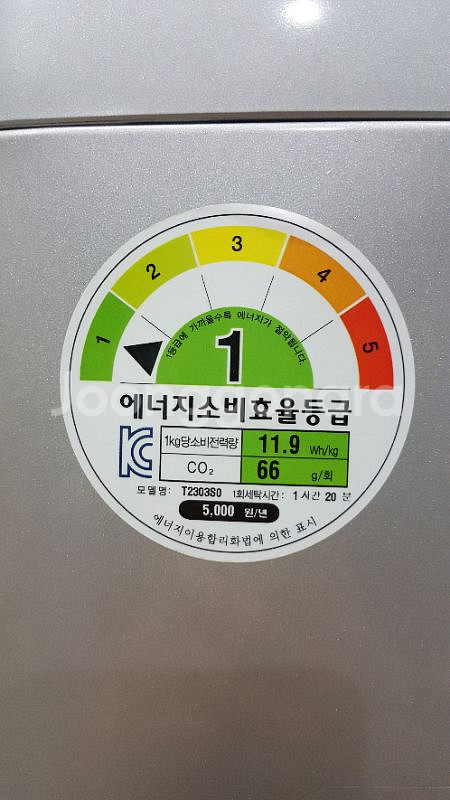 1 2 3 4 5
1등급에 가까울수록 에너지가 절약됩니다.
1
에너지소비효율등급
1kg당소비전력량 11.9 Wh/kg
CO₂ 66 g/회
모델명: T2303S0 1회세탁시간: 1 시간 20 분
5,000 원/년
에너지이용합리화법에 의한 표시
Joonggonara